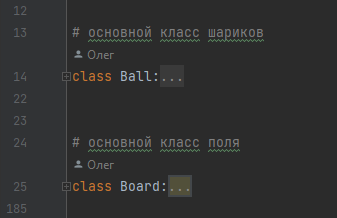 12
13 # основной класс шариков
Олег
14 class Ball:...
22
23
24 # основной класс поля
Олег
25 class Board:...
185